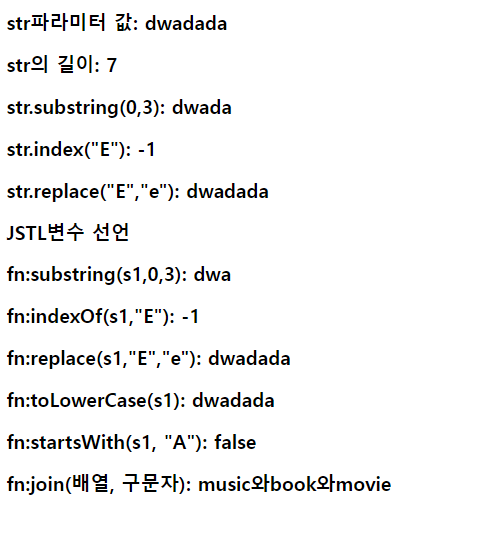 str파라미터 값: dwadada
str의 길이: 7
str.substring(0,3): dwada
str.index("E"): -1
str.replace("E","e"): dwadada
JSTL변수 선언
fn:substring(s1,0,3): dwa
fn:indexOf(s1,"E"): -1
fn:replace(s1,"E","e"): dwadada
fn:toLowerCase(s1): dwadada
fn:startsWith(s1, "A"): false
fn:join(배열, 구문자): music와book와movie